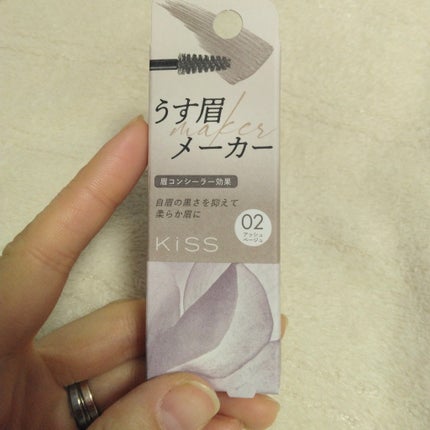 うす眉
maker
メーカー
眉コンシーラー効果
自眉の黒さを抑えて
柔らか眉に
02
アッシュ
ベージュ
KiSS